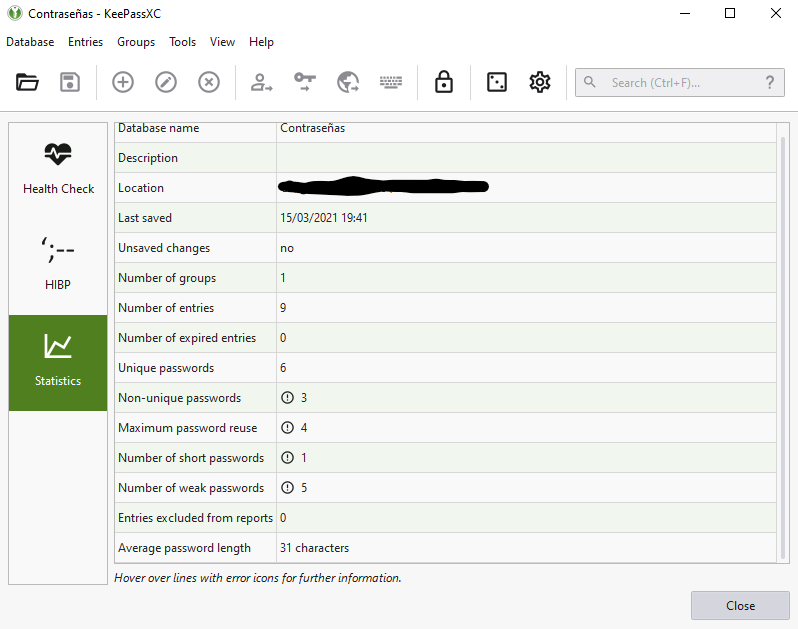 Contraseñas - KeePassXC
Database Entries Groups Tools View Help
Search (Ctrl+F)... ?
Health Check
HIBP
Statistics
Database name Contraseñas
Description
Location
Last saved 15/03/2021 19:41
Unsaved changes no
Number of groups 1
Number of entries 9
Number of expired entries 0
Unique passwords 6
Non-unique passwords 3
Maximum password reuse 4
Number of short passwords 1
Number of weak passwords 5
Entries excluded from reports 0
Average password length 31 characters
Hover over lines with error icons for further information.
Close